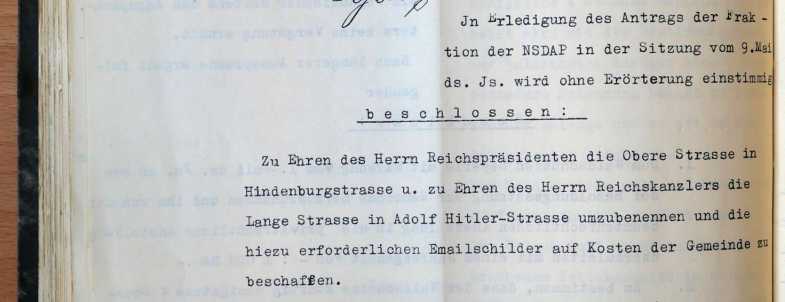 Jn Erledigung des Antrags der Frak -
tion der NSDAP in der Sitzung vom 9.Mai
ds. Js. wird ohne Erörterung einstimmig
b e s c h l o s s e n :
Zu Ehren des Herrn Reichspräsidenten die Obere Strasse in
Hindenburgstrasse u. zu Ehren des Herrn Reichskanzlers die
Lange Strasse in Adolf Hitler-Strasse umzubenennen und die
hiezu erforderlichen Emailschilder auf Kosten der Gemeinde zu
beschaffen.